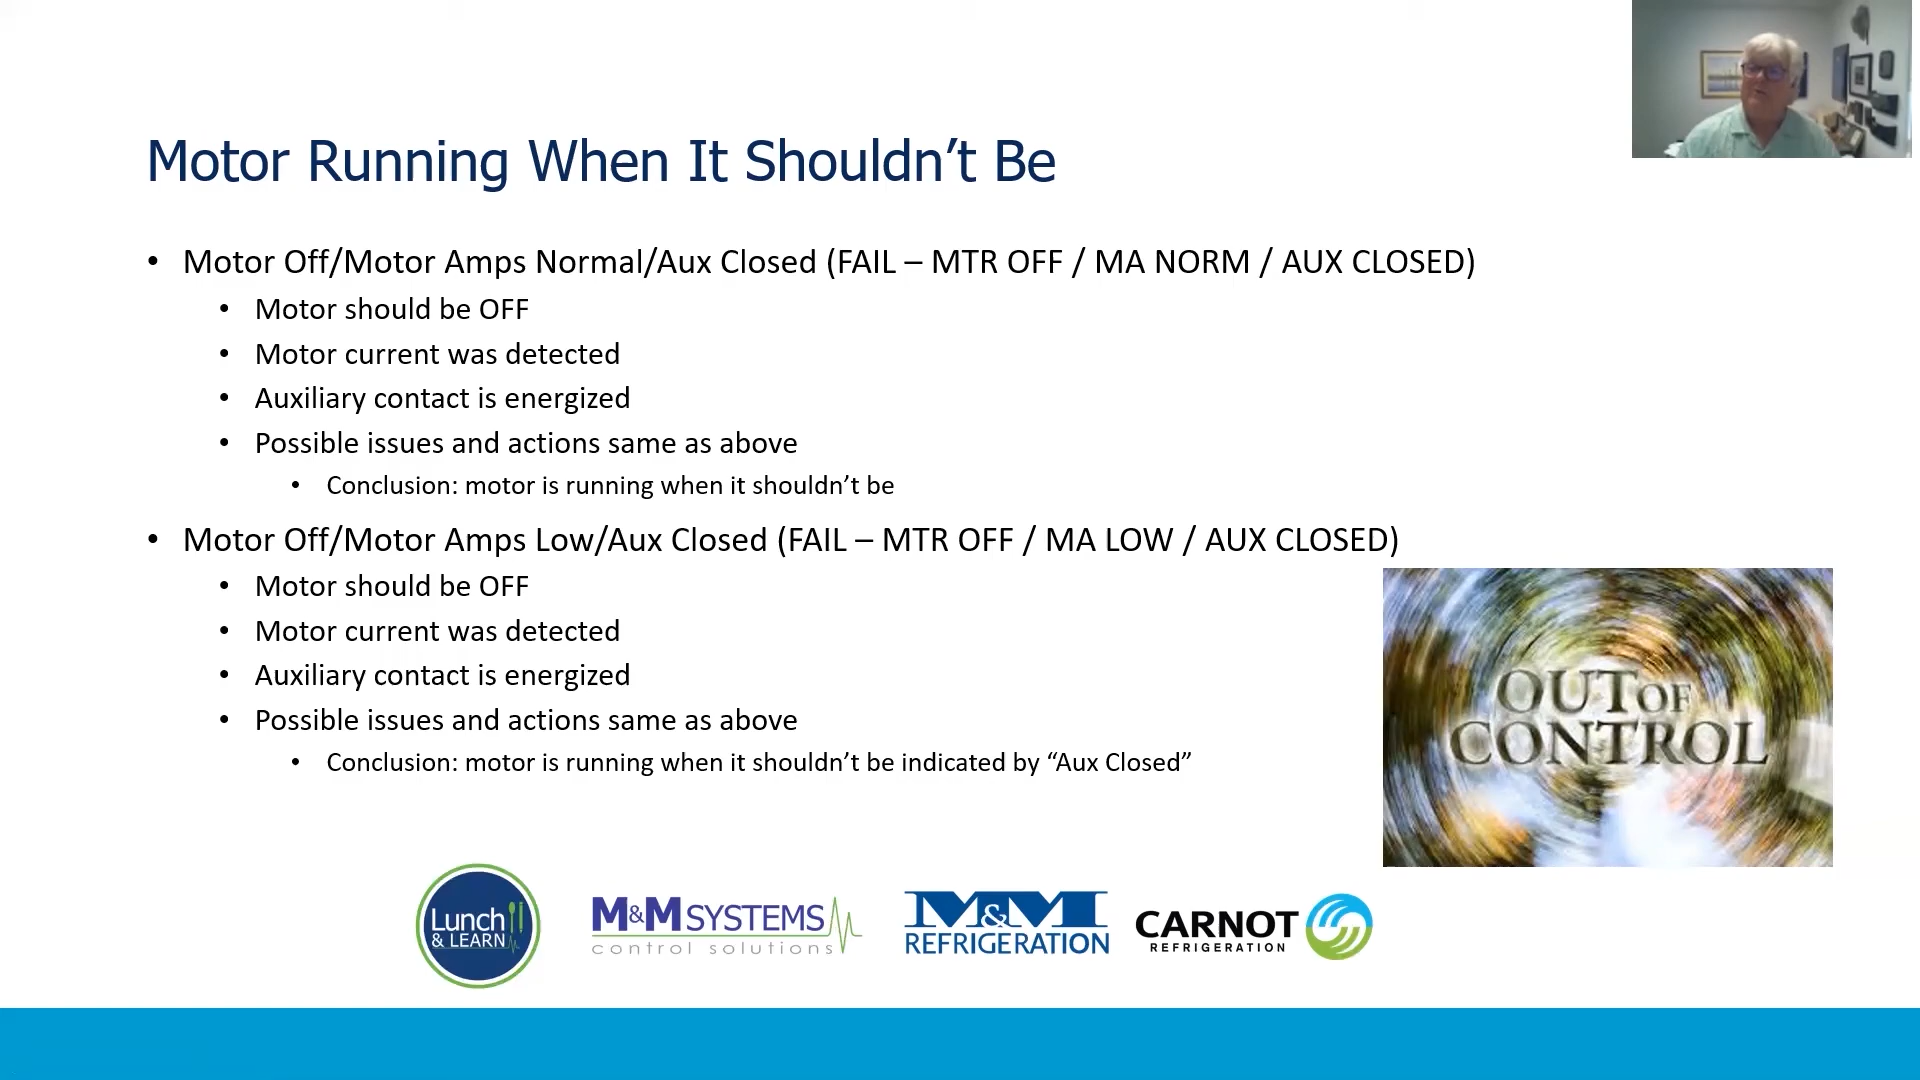 Motor Running When It Shouldn’t Be
• Motor Off/Motor Amps Normal/Aux Closed (FAIL – MTR OFF / MA NORM / AUX CLOSED)
• Motor should be OFF
• Motor current was detected
• Auxiliary contact is energized
• Possible issues and actions same as above
• Conclusion: motor is running when it shouldn’t be
• Motor Off/Motor Amps Low/Aux Closed (FAIL – MTR OFF / MA LOW / AUX CLOSED)
• Motor should be OFF
• Motor current was detected
• Auxiliary contact is energized
• Possible issues and actions same as above
• Conclusion: motor is running when it shouldn’t be indicated by “Aux Closed”
OUT OF
CONTROL
Lunch
& LEARN
M&M SYSTEMS
control solutions
M&M
REFRIGERATION
CARNOT
REFRIGERATION